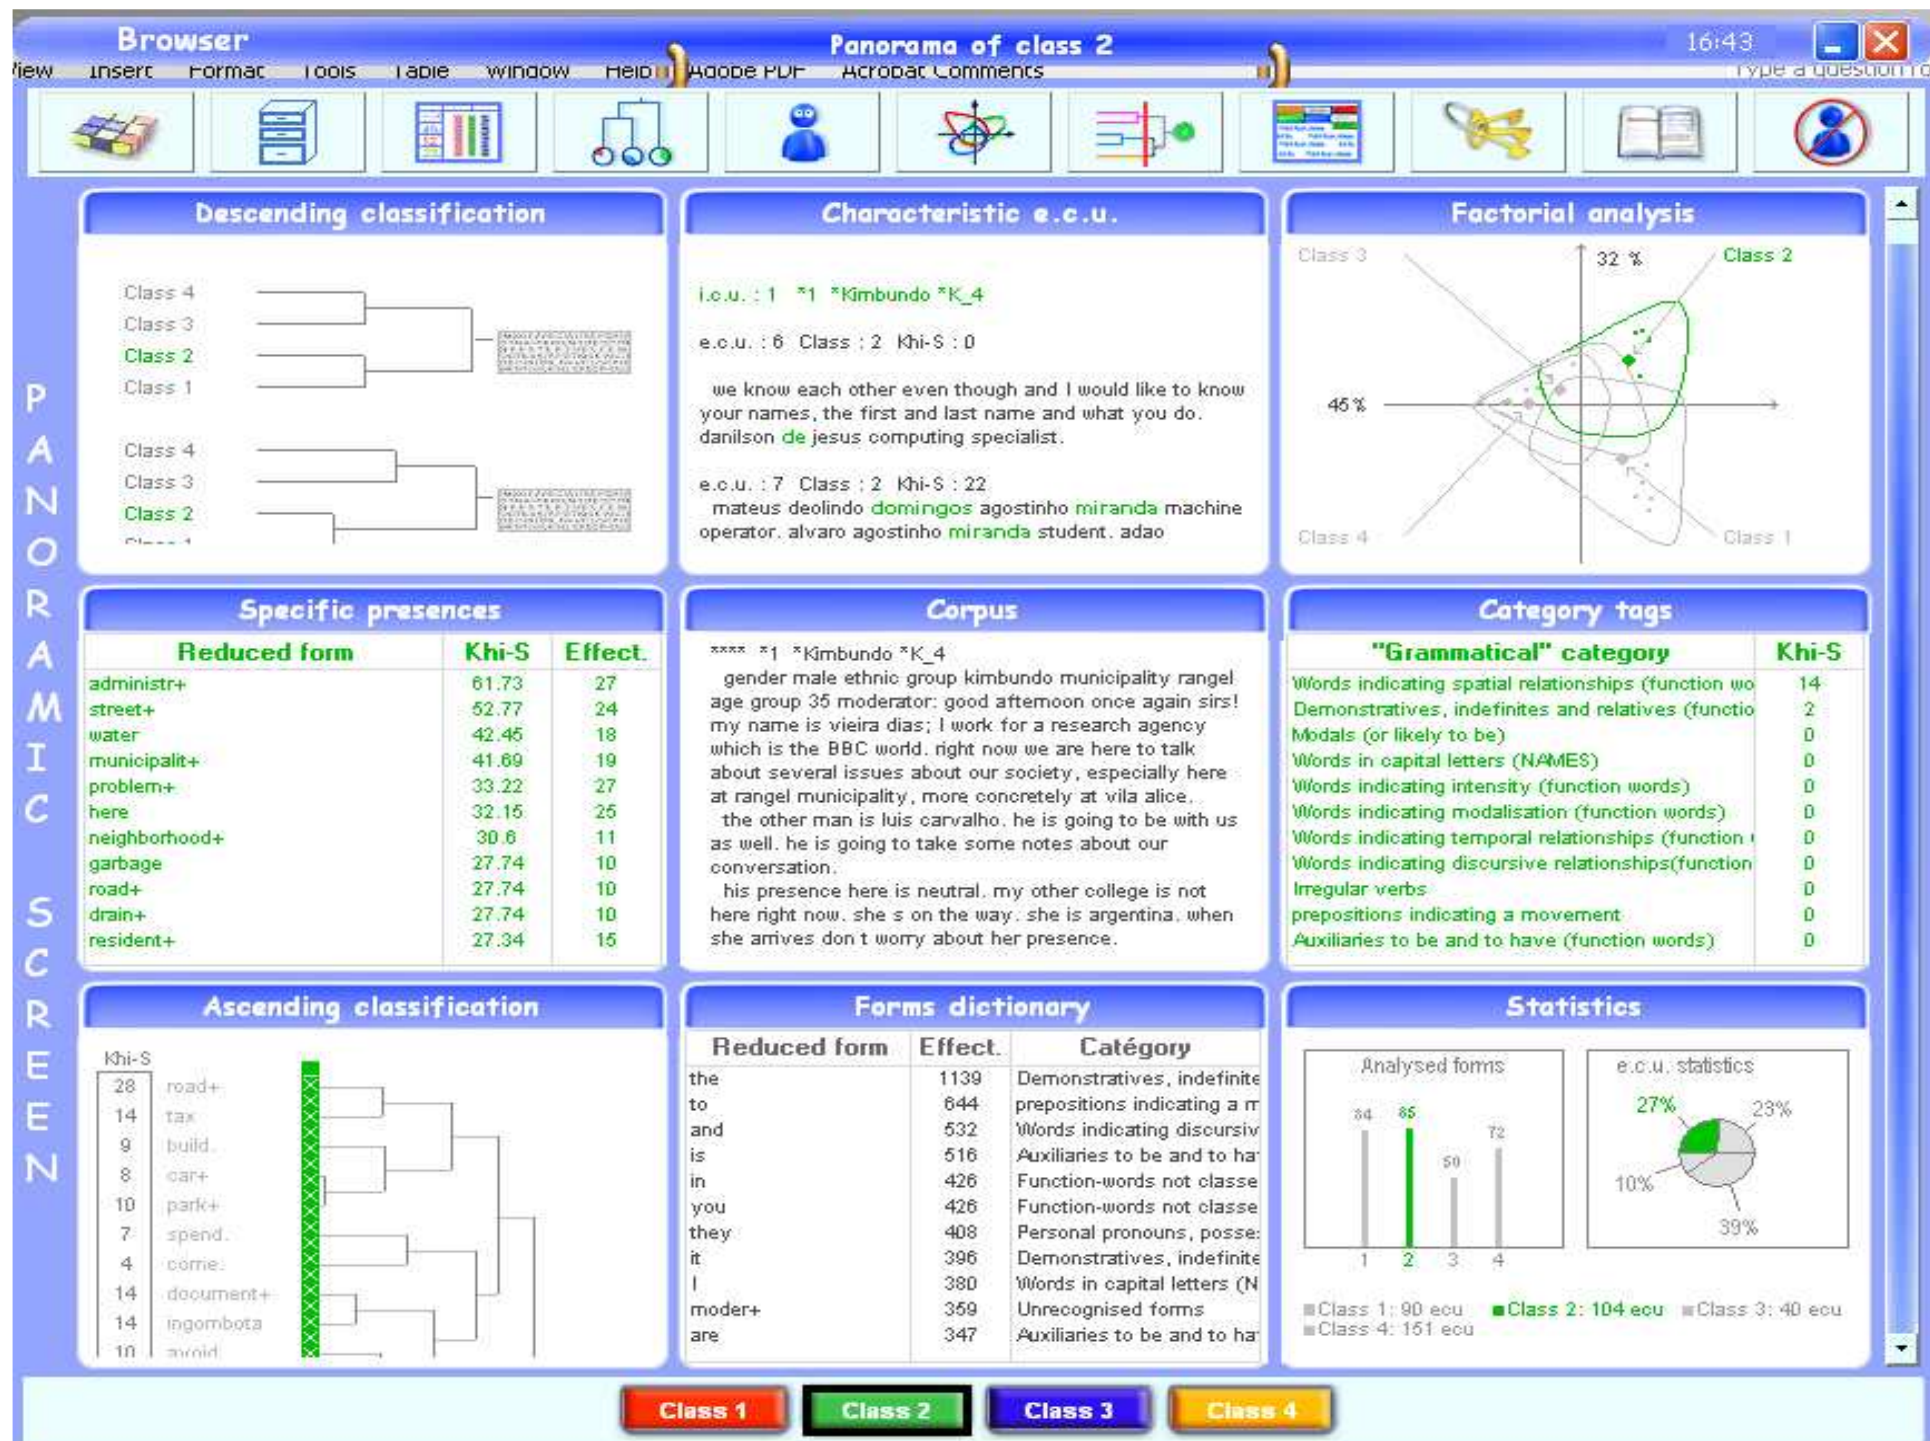 Browser
Panorama of class 2
16:43
View Insert Format Tools Table Window Help Adobe PDF Acrobat Comments
Type a question fo
PANORAMIC SCREEN
Descending classification
Class 4
Class 3
Class 2
Class 1
Class 4
Class 3
Class 2
Class 1
Characteristic e.c.u.
i.c.u. : 1 *1 *Kimbundo *K_4
e.c.u. : 6 Class : 2 Khi-S : 0
we know each other even though and I would like to know
your names, the first and last name and what you do.
danilson de jesus computing specialist.
e.c.u. : 7 Class : 2 Khi-S : 22
mateus deolindo domingos agostinho miranda machine
operator. alvaro agostinho miranda student. adao
Factorial analysis
Class 3
32 %
Class 2
45 %
Class 4
Class 1
Specific presences
Reduced form Khi-S Effect.
administr+ 61.73 27
street+ 52.77 24
water 42.45 18
municipalit+ 41.69 19
problem+ 33.22 27
here 32.15 25
neighborhood+ 30.6 11
garbage 27.74 10
road+ 27.74 10
drain+ 27.74 10
resident+ 27.34 15
Corpus
**** *1 *Kimbundo *K_4
gender male ethnic group kimbundo municipality rangel
age group 35 moderator: good afternoon once again sirs!
my name is vieira dias; I work for a research agency
which is the BBC world. right now we are here to talk
about several issues about our society, especially here
at rangel municipality, more concretely at vila alice.
the other man is luis carvalho. he is going to be with us
as well. he is going to take some notes about our
conversation.
his presence here is neutral. my other college is not
here right now. she s on the way. she is argentina. when
she arrives don t worry about her presence.
Category tags
"Grammatical" category Khi-S
Words indicating spatial relationships (function wo 14
Demonstratives, indefinites and relatives (functio 2
Modals (or likely to be) 0
Words in capital letters (NAMES) 0
Words indicating intensity (function words) 0
Words indicating modalisation (function words) 0
Words indicating temporal relationships (function 0
Words indicating discursive relationships(function 0
Irregular verbs 0
prepositions indicating a movement 0
Auxiliaries to be and to have (function words) 0
Ascending classification
Khi-S
28 road+
14 tax
9 build.
8 car+
10 park+
7 spend.
4 come.
14 document+
14 ingombota
10 avoid
Forms dictionary
Reduced form Effect. Catégory
the 1139 Demonstratives, indefinite
to 644 prepositions indicating a m
and 532 Words indicating discursiv
is 516 Auxiliaries to be and to ha
in 426 Function-words not classe
you 426 Function-words not classe
they 408 Personal pronouns, posse
it 396 Demonstratives, indefinite
I 380 Words in capital letters (N
moder+ 359 Unrecognised forms
are 347 Auxiliaries to be and to ha
Statistics
Analysed forms
84 85 50 72
1 2 3 4
e.c.u. statistics
27% 23%
10%
39%
Class 1: 90 ecu Class 2: 104 ecu Class 3: 40 ecu
Class 4: 151 ecu
Class 1 Class 2 Class 3 Class 4